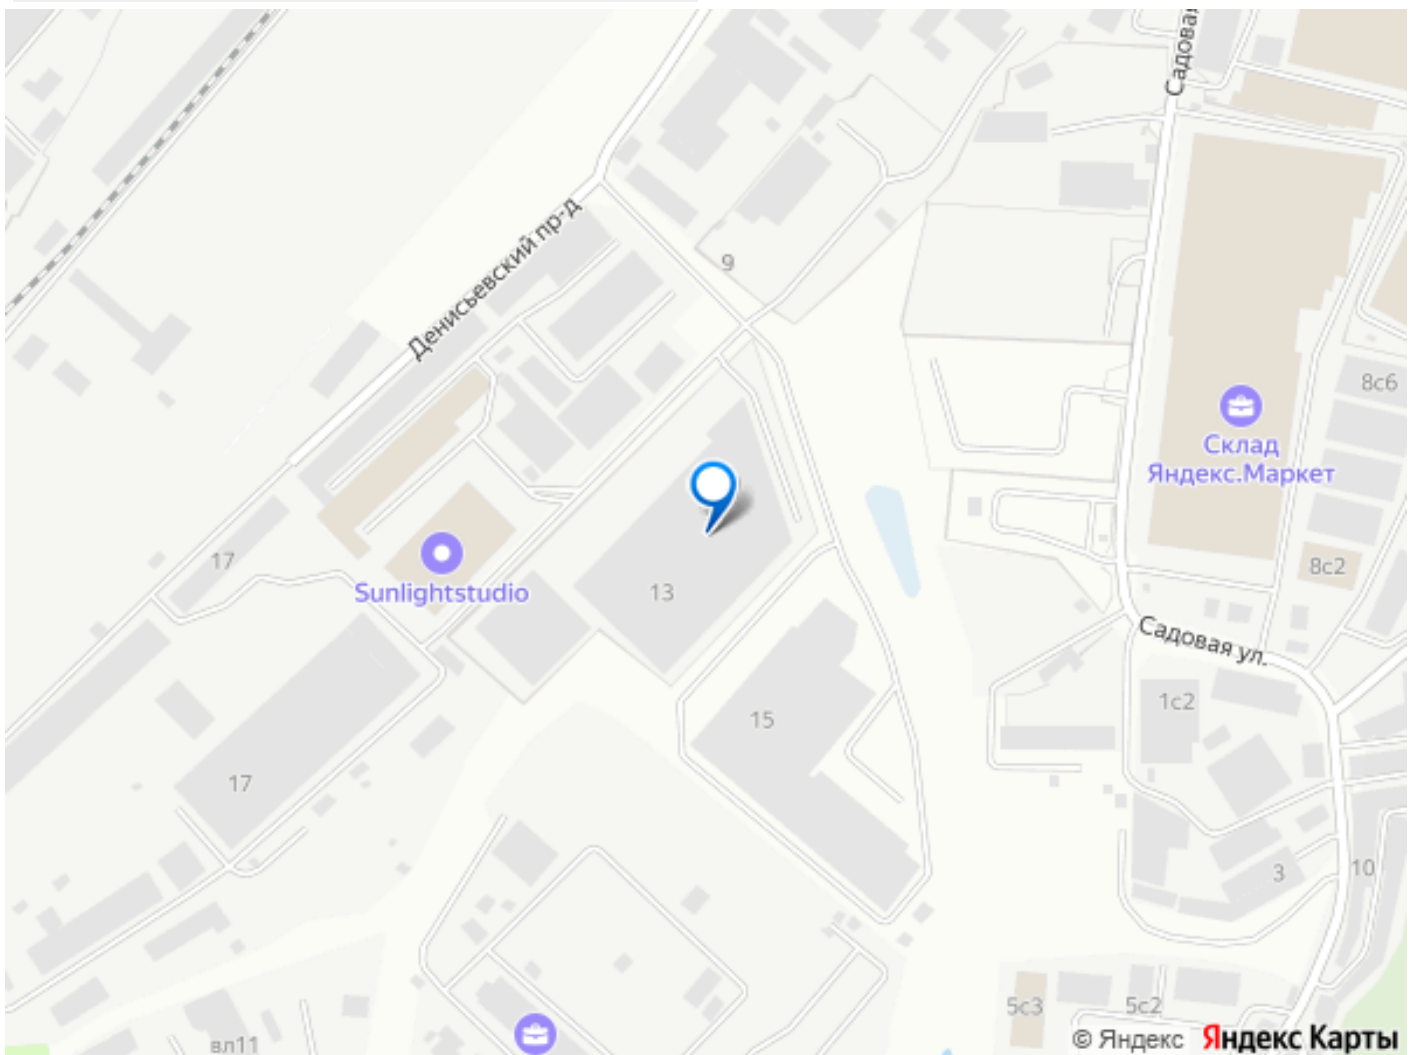 Садовая
Денисьевский пр-д
9
8с6
Склад
Яндекс.Маркет
17
Sunlightstudio
13
8с2
Садовая ул.
1с2
15
17
3
10
5с3
5с2
вл11
© Яндекс Яндекс Карты